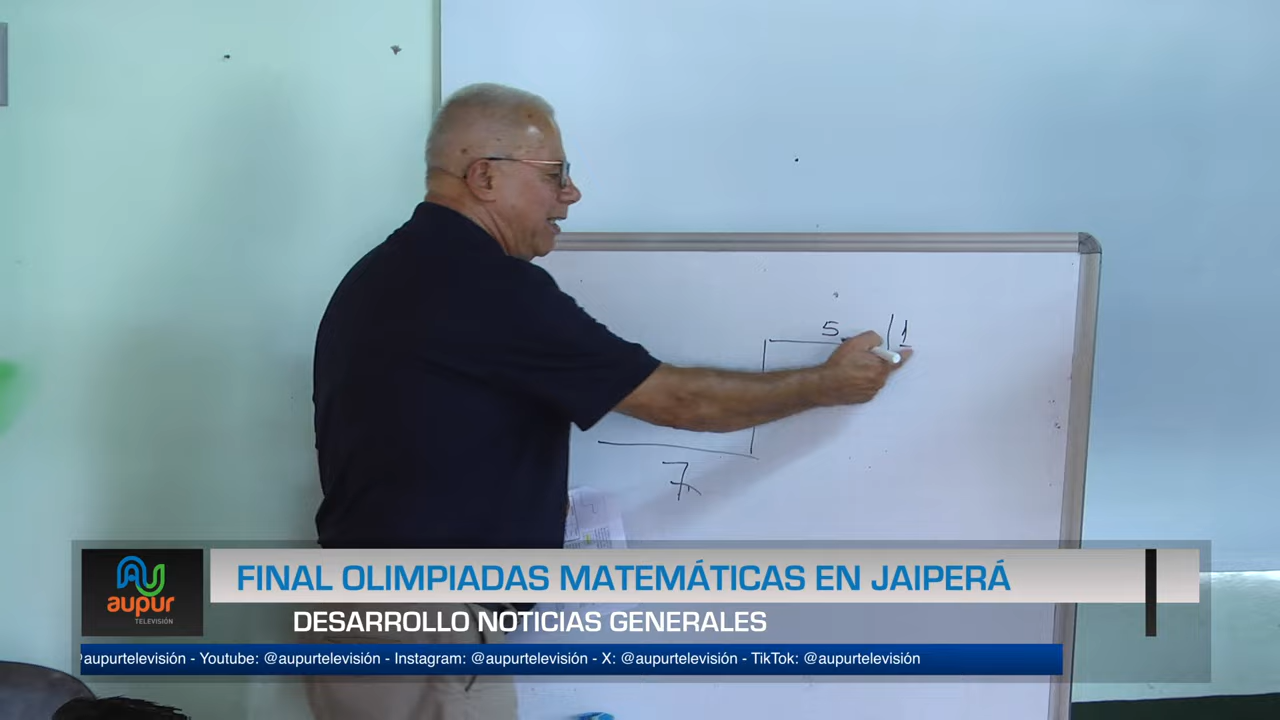 5 1
7
aupur
TELEVISIÓN
FINAL OLIMPIADAS MATEMÁTICAS EN JAIPERÁ
DESARROLLO NOTICIAS GENERALES
aupurtelevisión - Youtube: @aupurtelevisión - Instagram: @aupurtelevisión - X: @aupurtelevisión - TikTok: @aupurtelevisión